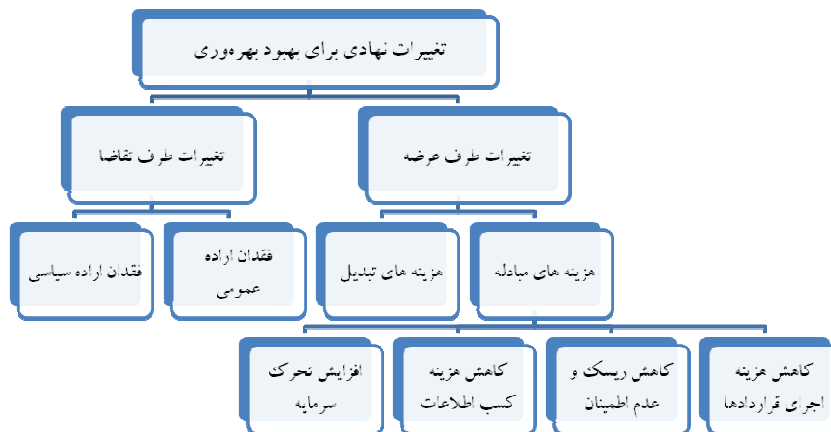 تغییرات نهادی برای بهبود بهره‌وری
تغییرات طرف عرضه
تغییرات طرف تقاضا
هزینه های مبادله
هزینه های تبدیل
فقدان اراده
عمومی
فقدان اراده سیاسی
کاهش هزینه
اجرای قراردادها
کاهش ریسک و
عدم اطمینان
کاهش هزینه
کسب اطلاعات
افزایش تحرک
سرمایه